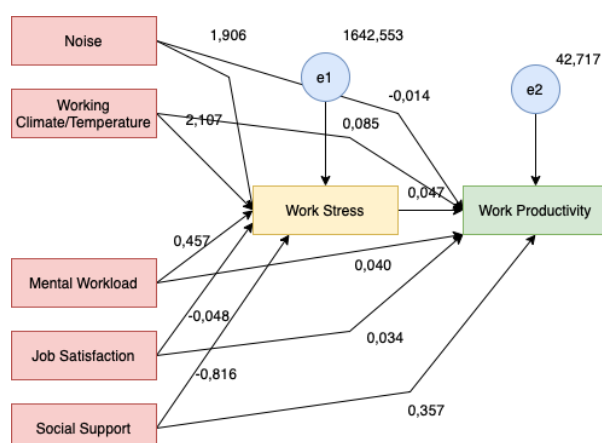 Noise
1,906
1642,553
42,717
e1
e2
Working
Climate/Temperature
-0,014
2,107
0,085
Work Stress
0,047
Work Productivity
0,457
Mental Workload
0,040
-0,048
0,034
Job Satisfaction
-0,816
0,357
Social Support